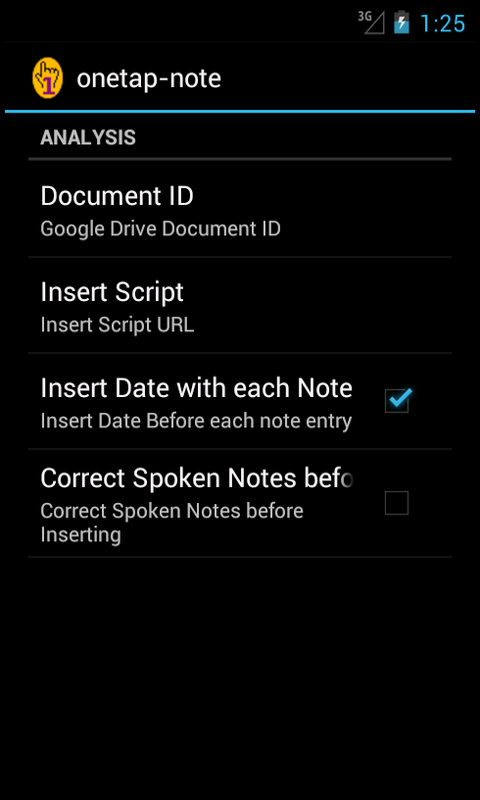 3G
1:25
1
onetap-note
ANALYSIS
Document ID
Google Drive Document ID
Insert Script
Insert Script URL
Insert Date with each Note
Insert Date Before each note entry
Correct Spoken Notes befo
Correct Spoken Notes before
Inserting